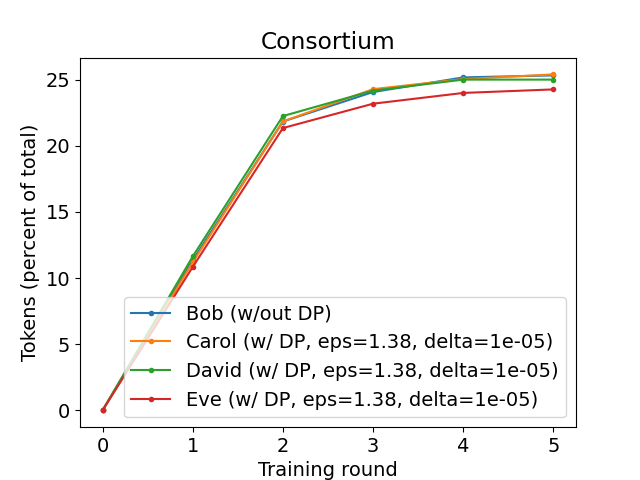 Consortium
Tokens (percent of total)
25
20
15
10
5
0
Bob (w/out DP)
Carol (w/ DP, eps=1.38, delta=1e-05)
David (w/ DP, eps=1.38, delta=1e-05)
Eve (w/ DP, eps=1.38, delta=1e-05)
0 1 2 3 4 5
Training round